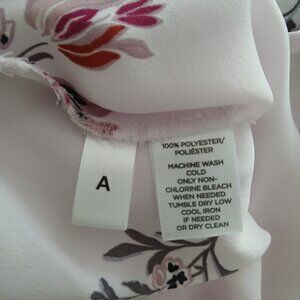 A
100% POLYESTER/
POLIÉSTER
MACHINE WASH
COLD
ONLY NON-
CHLORINE BLEACH
WHEN NEEDED
TUMBLE DRY LOW
COOL IRON
IF NEEDED
OR DRY CLEAN